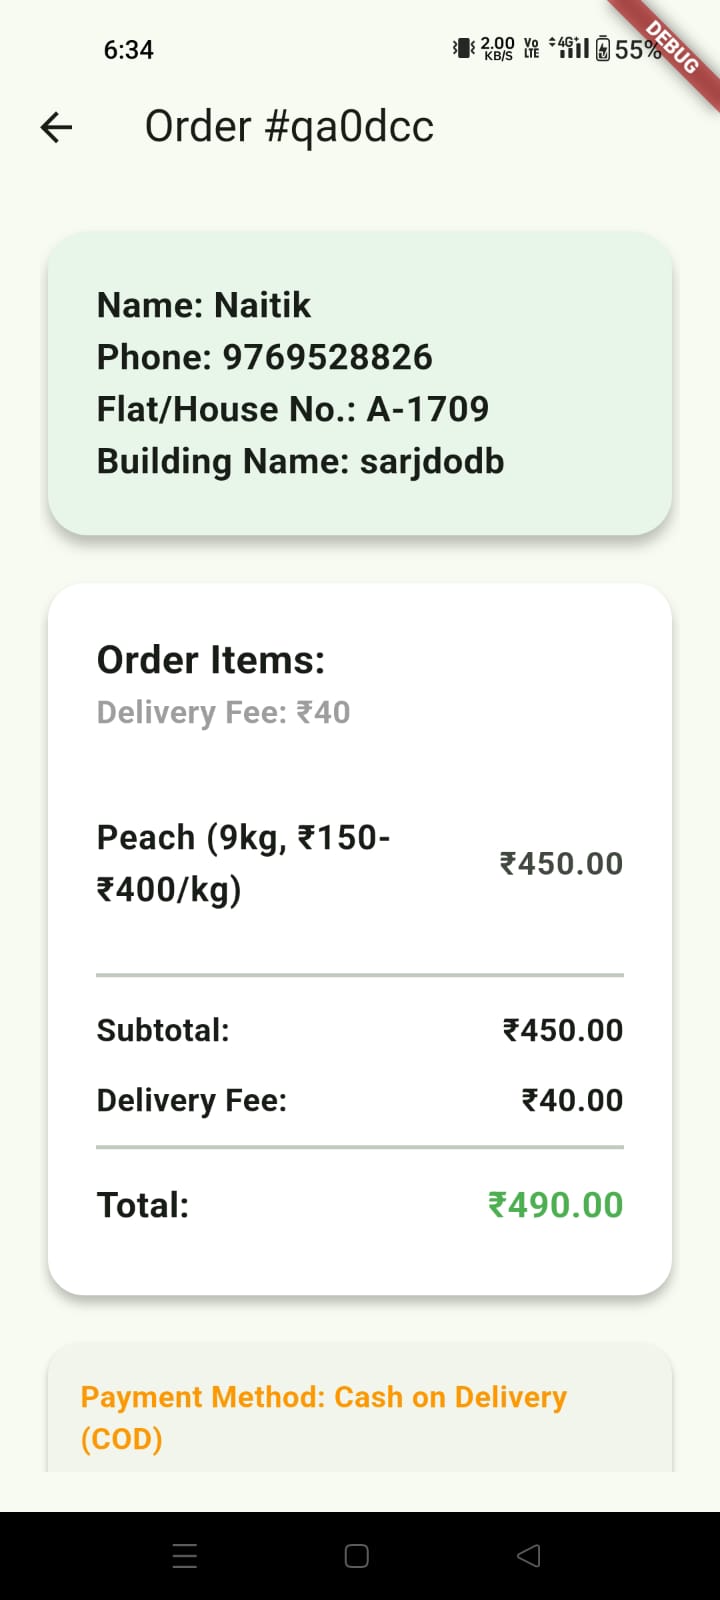 6:34
2.00 KB/S Vo LTE 4G+ 55%
DEBUG
Order #qa0dcc
Name: Naitik
Phone: 9769528826
Flat/House No.: A-1709
Building Name: sarjdodb
Order Items:
Delivery Fee: ₹40
Peach (9kg, ₹150-
₹400/kg)
₹450.00
Subtotal: ₹450.00
Delivery Fee: ₹40.00
Total: ₹490.00
Payment Method: Cash on Delivery
(COD)